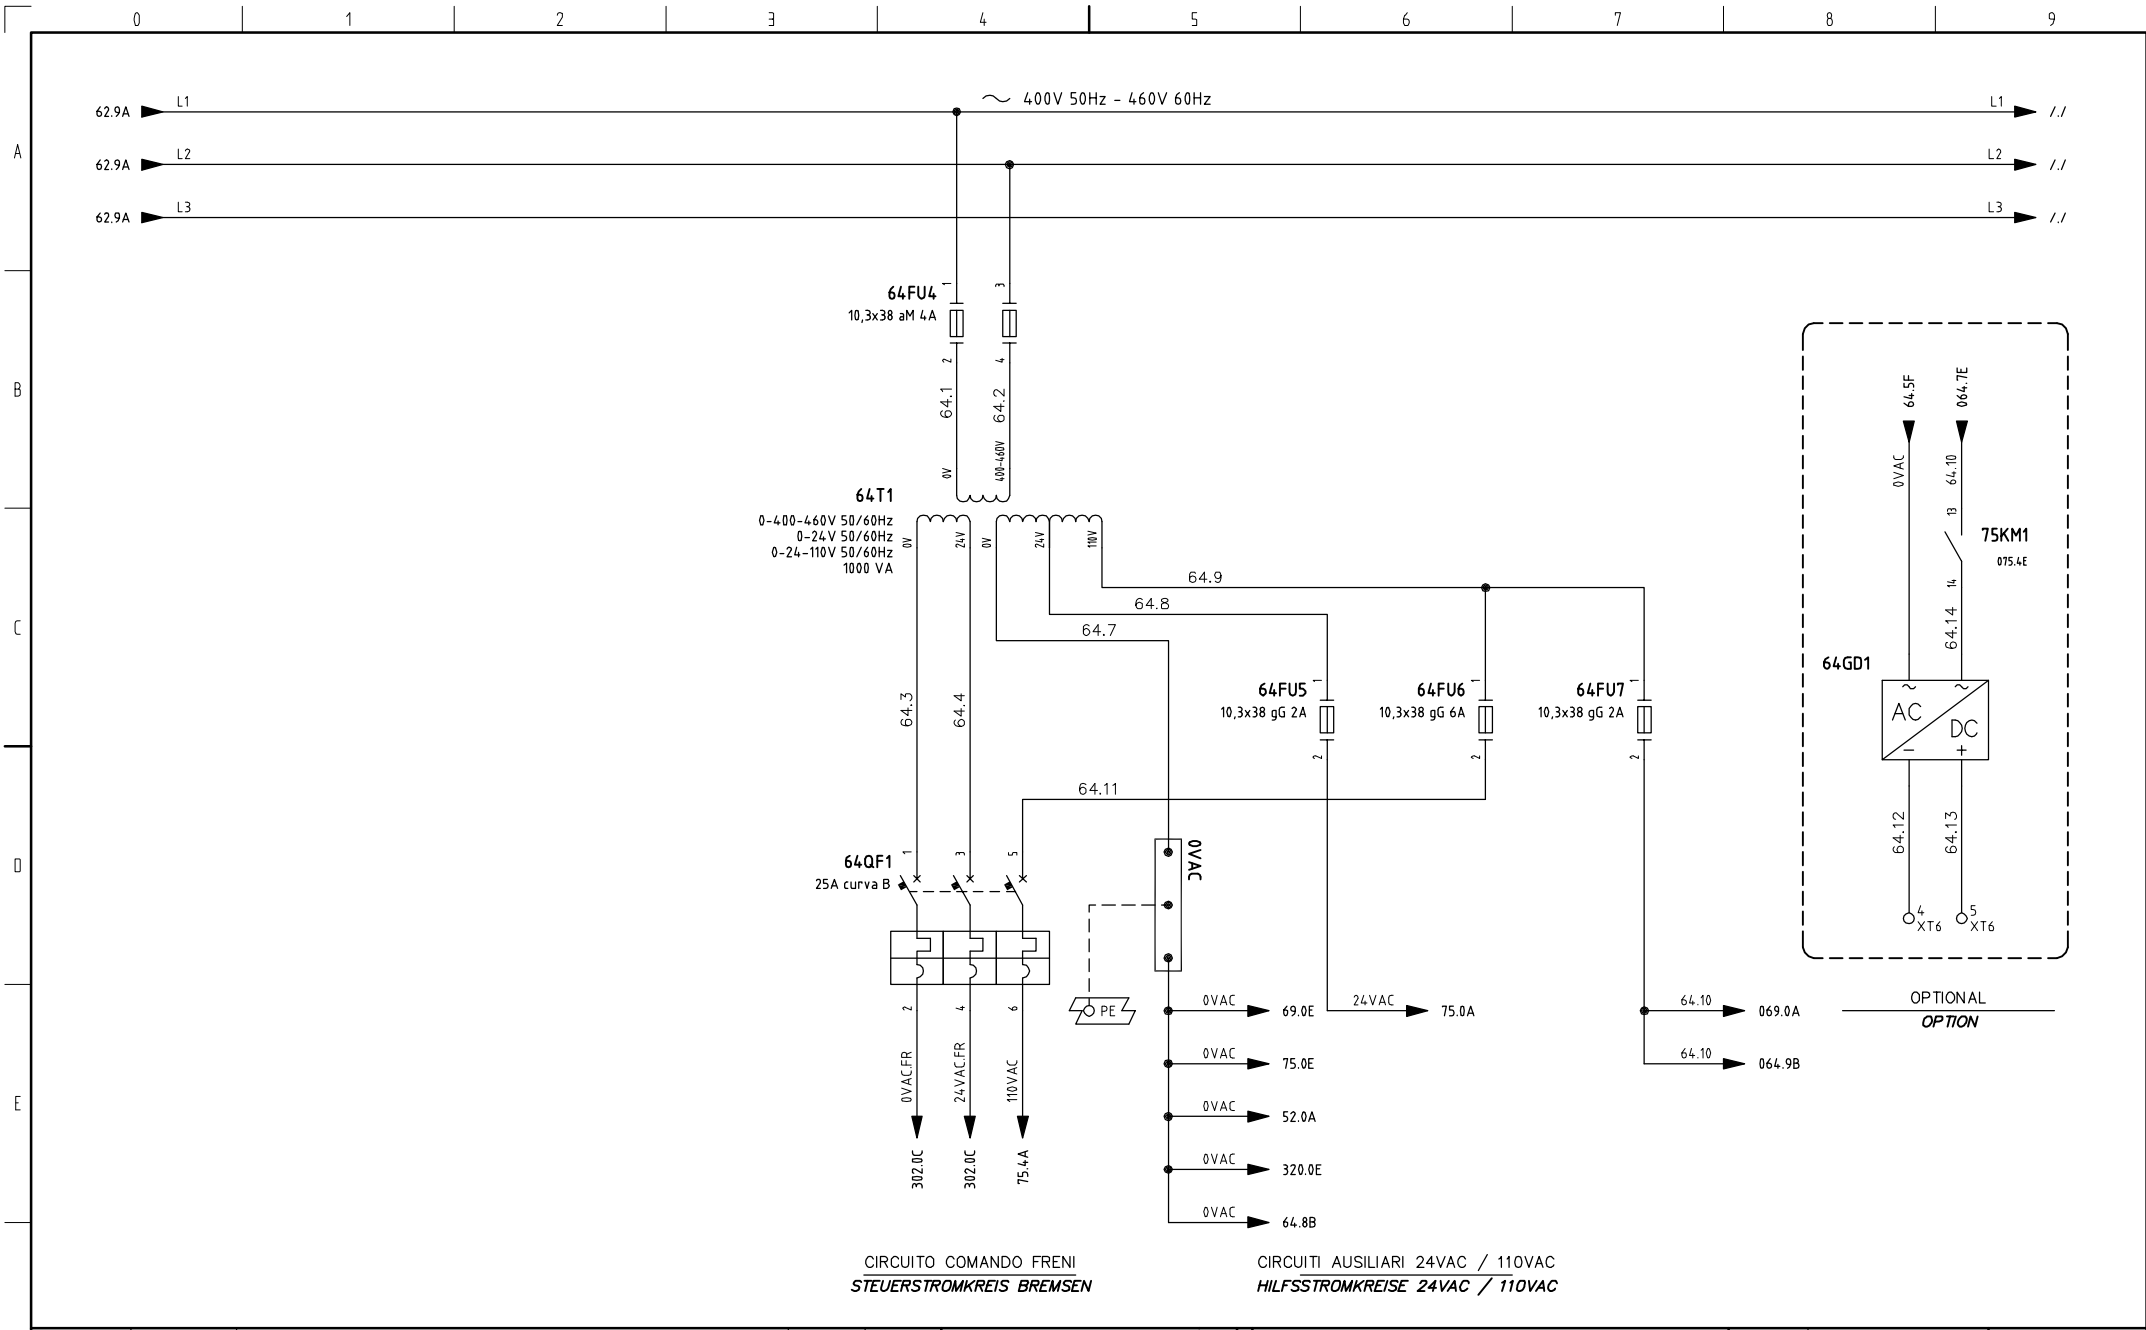 0 1 2 3 4 5 6 7 8 9
~ 400V 50Hz - 460V 60Hz
62.9A L1 L1 /./
A
62.9A L2 L2 /./
62.9A L3 L3 /./
64FU4 1 3
10,3x38 aM 4A
2 4
B
64.1 64.2
64.5F 064.7E
0V 400-460V
0VAC 64.10
64T1
0-400-460V 50/60Hz
0-24V 50/60Hz
0-24-110V 50/60Hz
1000 VA
0V 24V 0V 24V 110V
13
75KM1
075.4E
14
64.9
64.8
64.7
C
64.14
64GD1
64.3 64.4
64FU5 1
10,3x38 gG 2A
2
64FU6 1
10,3x38 gG 6A
2
64FU7 1
10,3x38 gG 2A
2
~ ~
AC
DC
- +
64.11
64.12 64.13
D
64QF1 1 3 5
25A curva B
0VAC
4 XT6
5 XT6
2 4 6
PE
0VAC 69.0E
24VAC 75.0A
64.10 069.0A
OPTIONAL
OPTION
0VAC 75.0E
64.10 064.9B
E
0VAC.FR 24VAC.FR 110VAC
0VAC 52.0A
302.0C 302.0C 75.4A
0VAC 320.0E
0VAC 64.8B
CIRCUITO COMANDO FRENI
STEUERSTROMKREIS BREMSEN
CIRCUITI AUSILIARI 24VAC / 110VAC
HILFSSTROMKREISE 24VAC / 110VAC